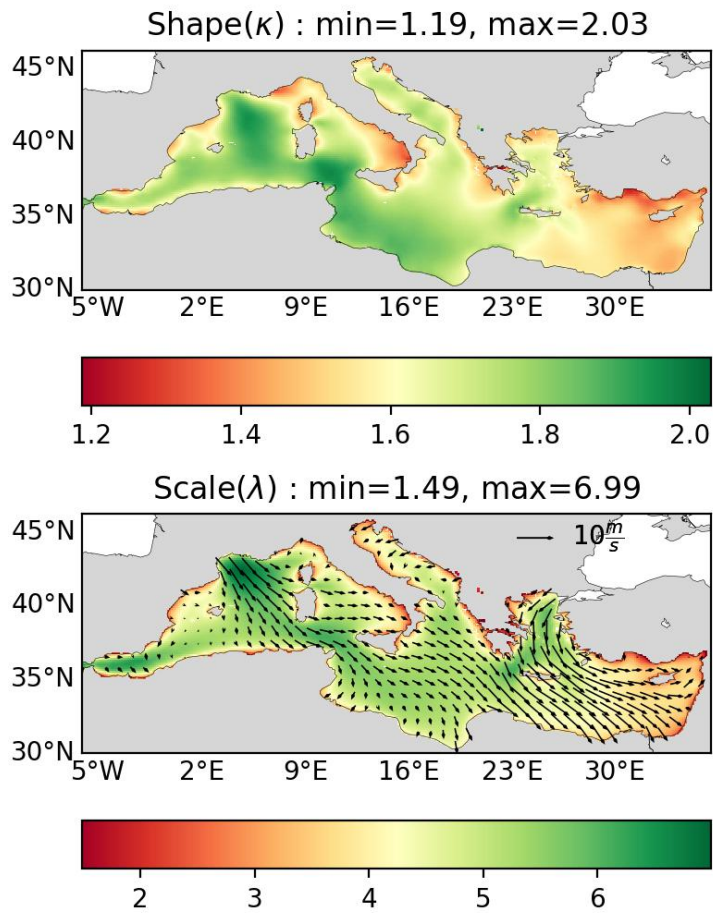 Shape(κ) : min=1.19, max=2.03
45°N
40°N
35°N
30°N
5°W 2°E 9°E 16°E 23°E 30°E
1.2 1.4 1.6 1.8 2.0
Scale(λ) : min=1.49, max=6.99
10 m/s
45°N
40°N
35°N
30°N
5°W 2°E 9°E 16°E 23°E 30°E
2 3 4 5 6